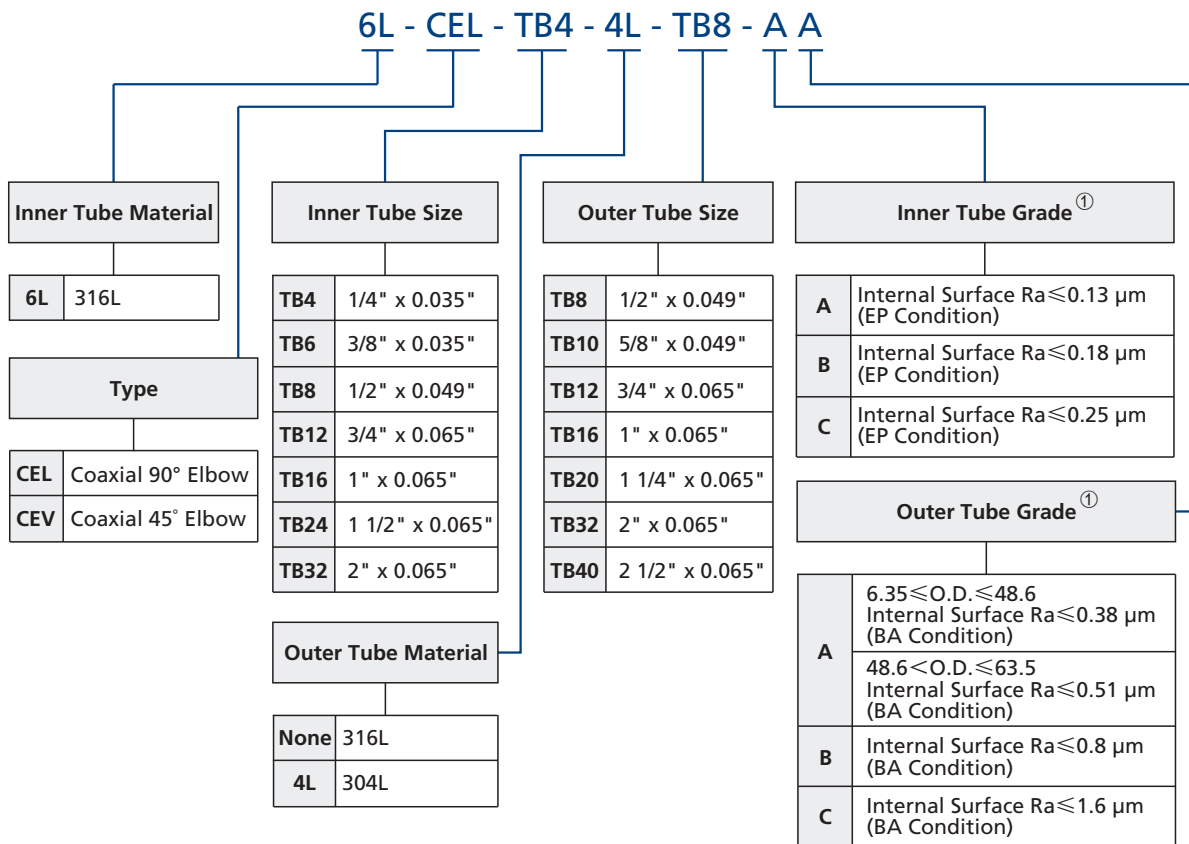 6L - CEL - TB4 - 4L - TB8 - A A
Inner Tube Material
6L 316L
Type
CEL Coaxial 90° Elbow
CEV Coaxial 45° Elbow
Inner Tube Size
TB4 1/4" x 0.035"
TB6 3/8" x 0.035"
TB8 1/2" x 0.049"
TB12 3/4" x 0.065"
TB16 1" x 0.065"
TB24 1 1/2" x 0.065"
TB32 2" x 0.065"
Outer Tube Material
None 316L
4L 304L
Outer Tube Size
TB8 1/2" x 0.049"
TB10 5/8" x 0.049"
TB12 3/4" x 0.065"
TB16 1" x 0.065"
TB20 1 1/4" x 0.065"
TB32 2" x 0.065"
TB40 2 1/2" x 0.065"
Inner Tube Grade①
A
Internal Surface Ra≤0.13 µm
(EP Condition)
B
Internal Surface Ra≤0.18 µm
(EP Condition)
C
Internal Surface Ra≤0.25 µm
(EP Condition)
Outer Tube Grade①
A
6.35≤O.D.≤48.6
Internal Surface Ra≤0.38 µm
(BA Condition)
48.6<O.D.≤63.5
Internal Surface Ra≤0.51 µm
(BA Condition)
B
Internal Surface Ra≤0.8 µm
(BA Condition)
C
Internal Surface Ra≤1.6 µm
(BA Condition)